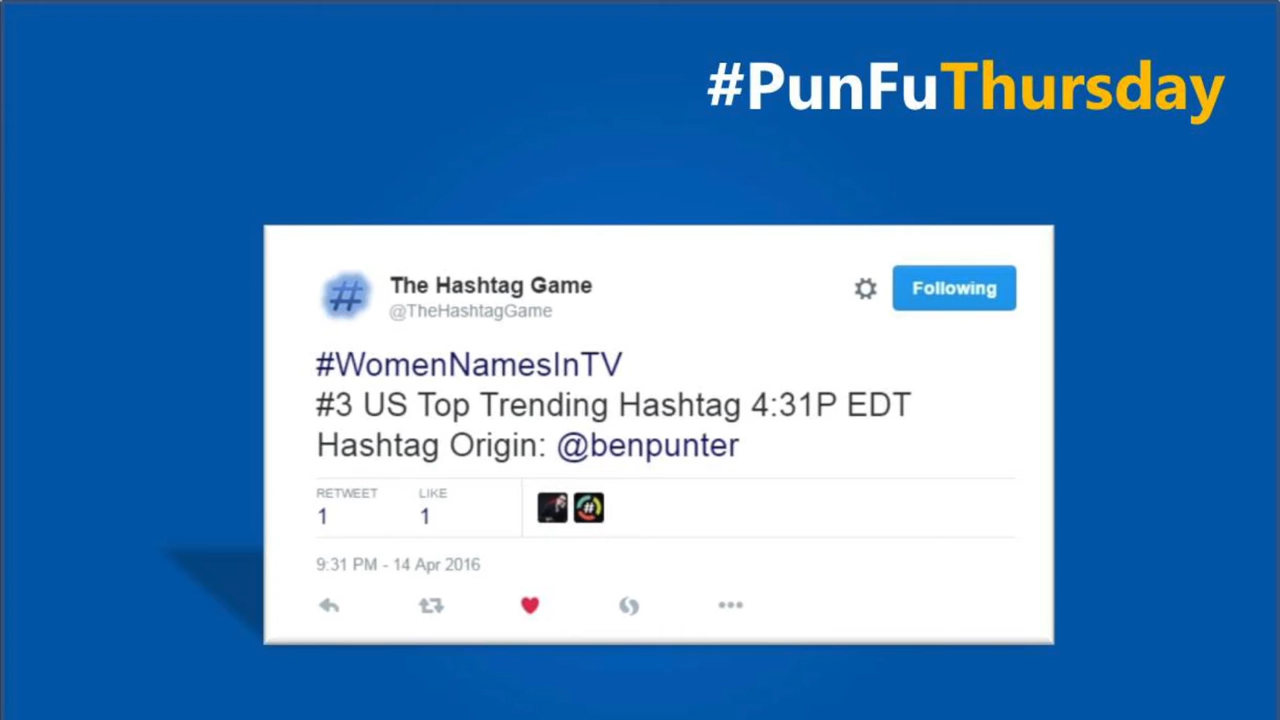 #PunFuThursday
The Hashtag Game
@TheHashtagGame
Following
#WomenNamesInTV
#3 US Top Trending Hashtag 4:31P EDT
Hashtag Origin: @benpunter
RETWEET LIKE
1 1
9:31 PM - 14 Apr 2016